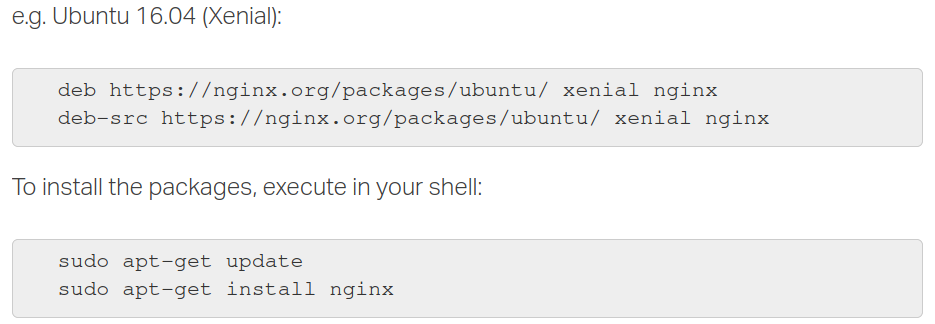 e.g. Ubuntu 16.04 (Xenial):
deb https://nginx.org/packages/ubuntu/ xenial nginx
deb-src https://nginx.org/packages/ubuntu/ xenial nginx
To install the packages, execute in your shell:
sudo apt-get update
sudo apt-get install nginx